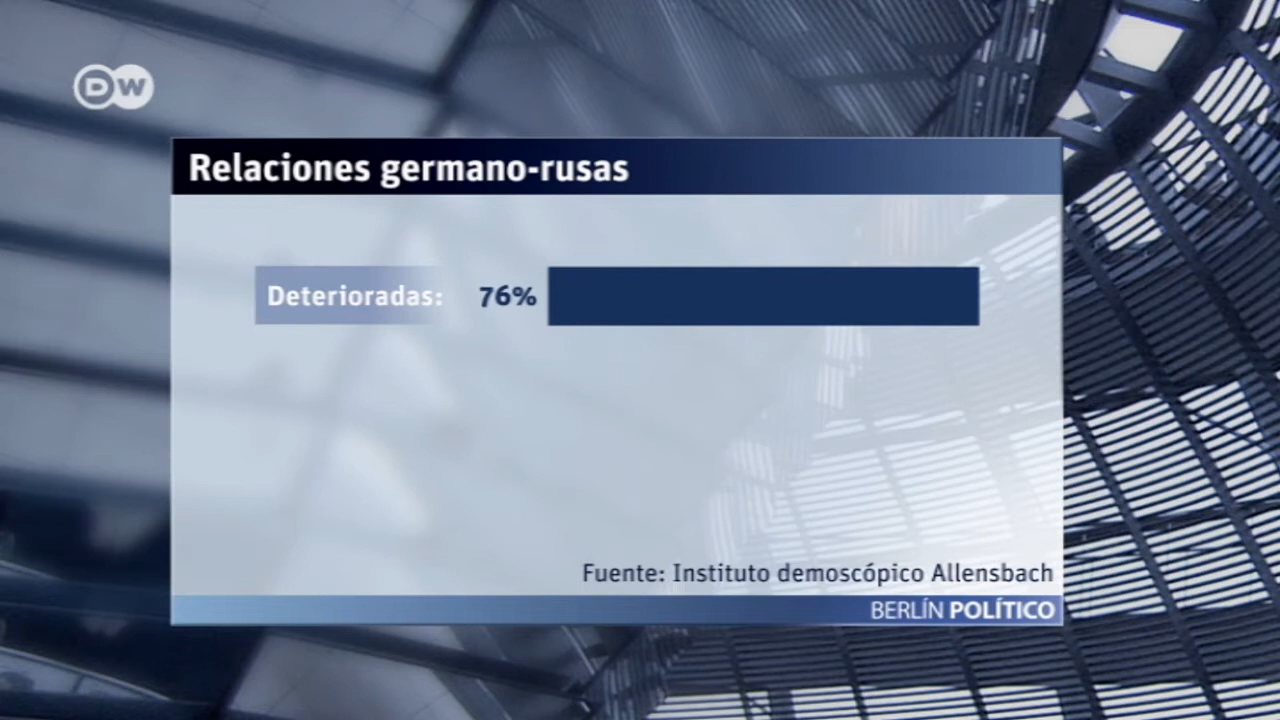 DW
Relaciones germano-rusas
Deterioradas: 76%
Fuente: Instituto demoscópico Allensbach
BERLÍN POLÍTICO